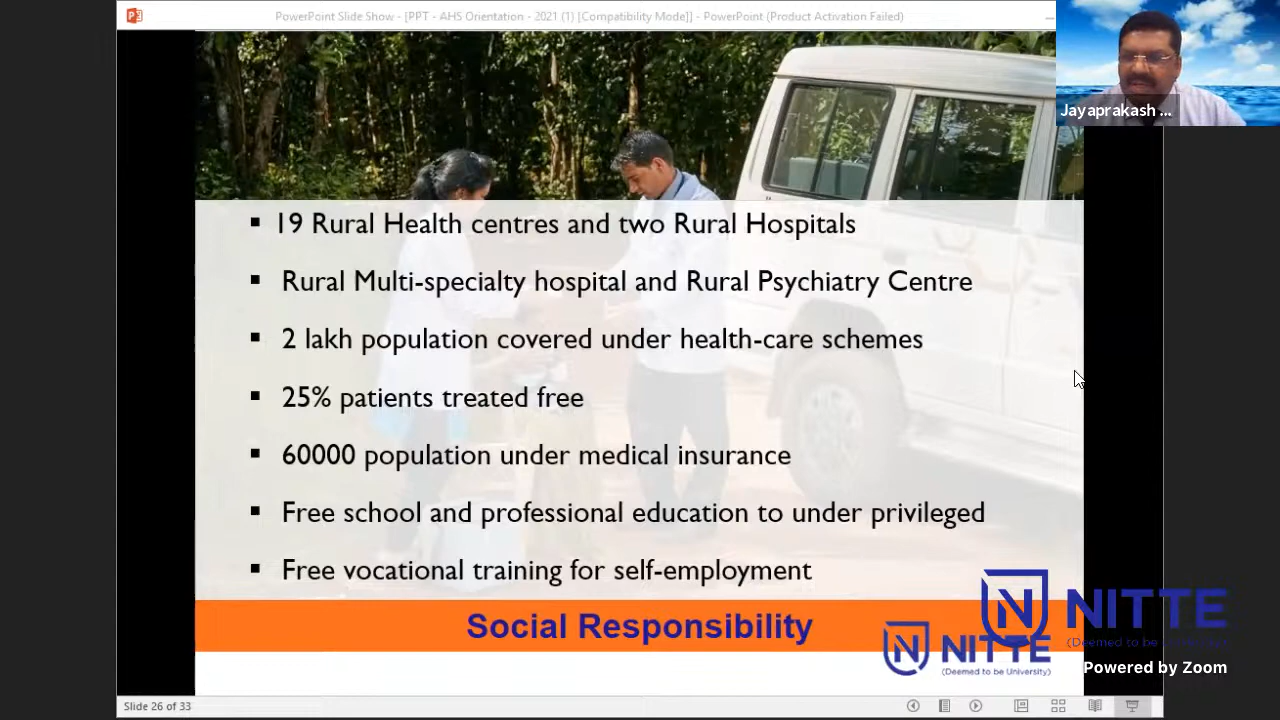 PowerPoint Slide Show - [PPT - AHS Orientation - 2021 (1) [Compatibility Mode]] - PowerPoint (Product Activation Failed)
Jayaprakash ...
▪ 19 Rural Health centres and two Rural Hospitals
▪ Rural Multi-specialty hospital and Rural Psychiatry Centre
▪ 2 lakh population covered under health-care schemes
▪ 25% patients treated free
▪ 60000 population under medical insurance
▪ Free school and professional education to under privileged
▪ Free vocational training for self-employment
Social Responsibility
N NITTE
(Deemed to be University)
N NITTE
(Deemed to be University)
Powered by Zoom
Slide 26 of 33